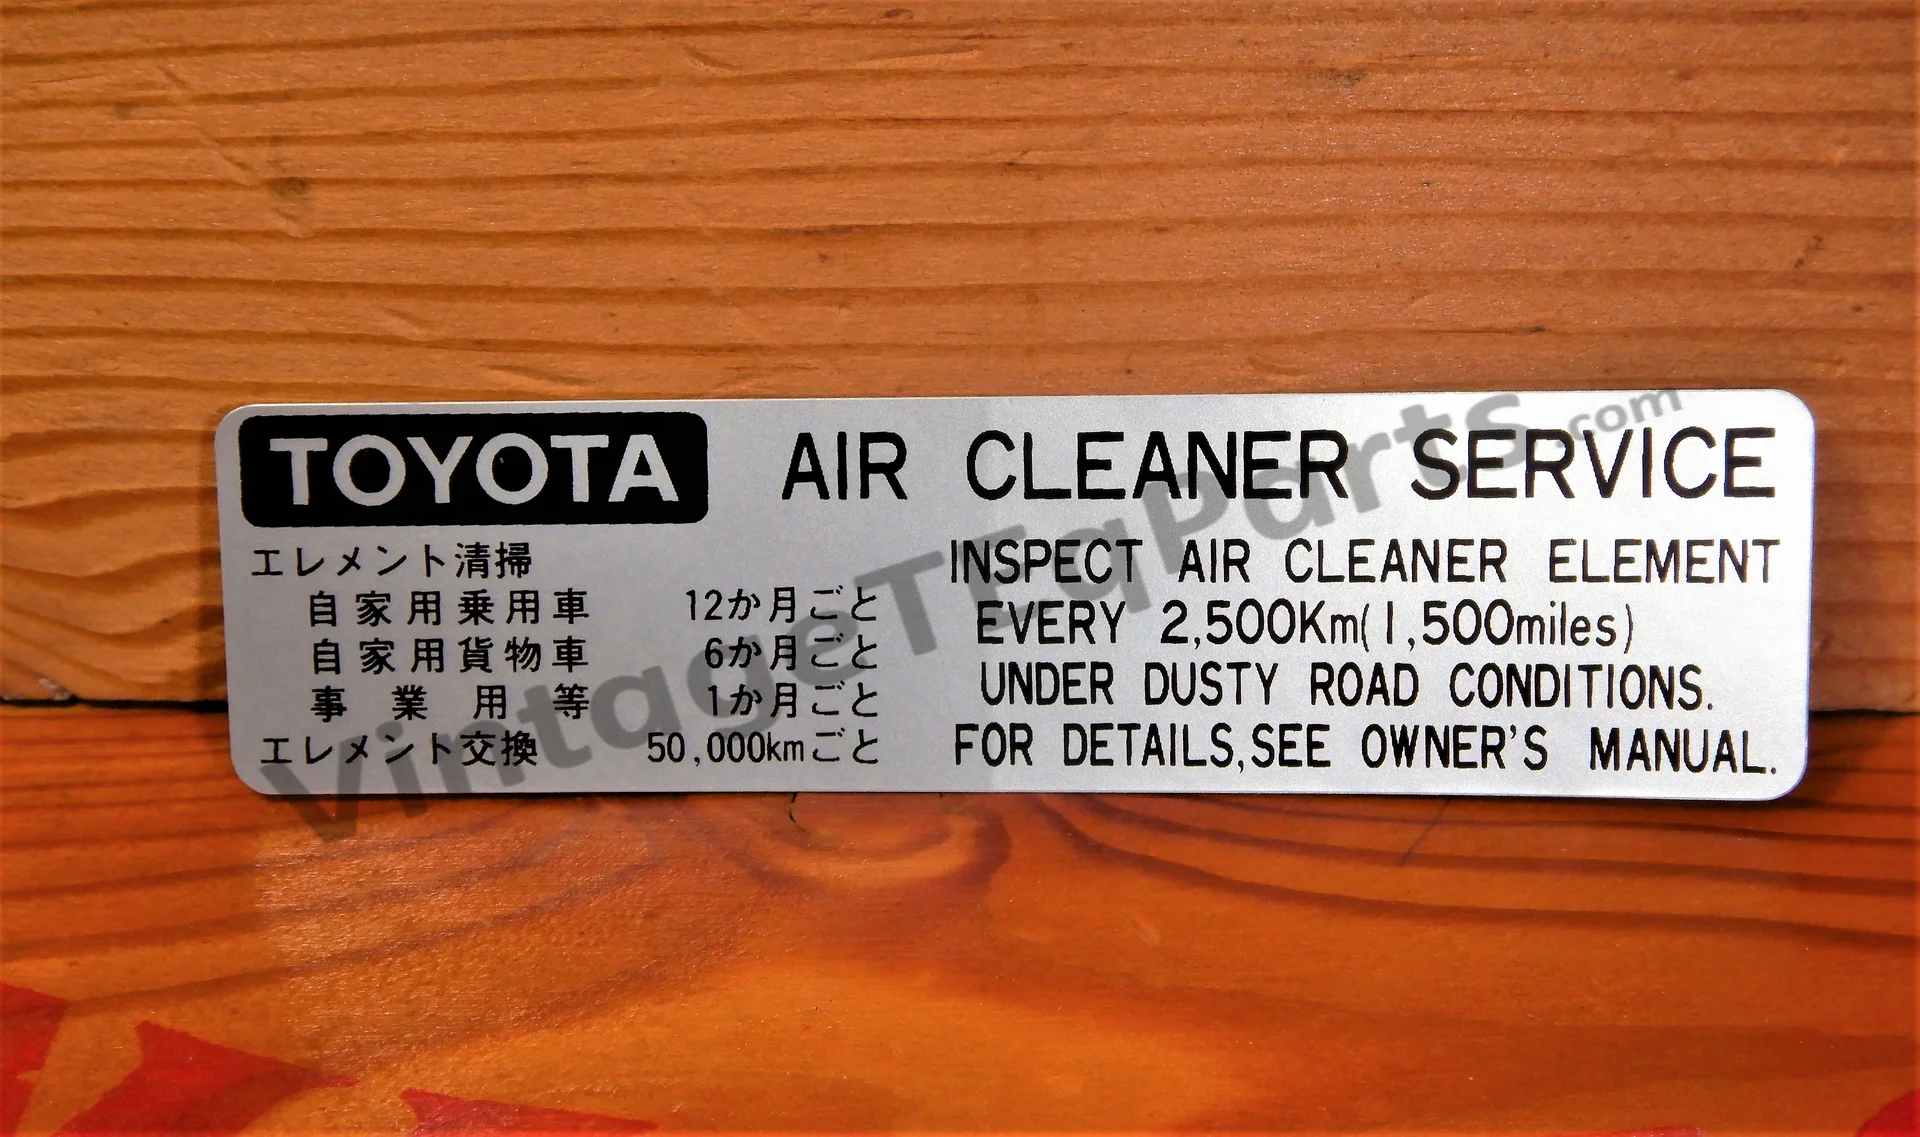 TOYOTA AIR CLEANER SERVICE
エレメント清掃
自家用乗用車 12か月ごと
自家用貨物車 6か月ごと
事業用等 1か月ごと
エレメント交換 50,000kmごと
INSPECT AIR CLEANER ELEMENT
EVERY 2,500Km(1,500miles)
UNDER DUSTY ROAD CONDITIONS.
FOR DETAILS,SEE OWNER'S MANUAL.
VintageTEqParts.com